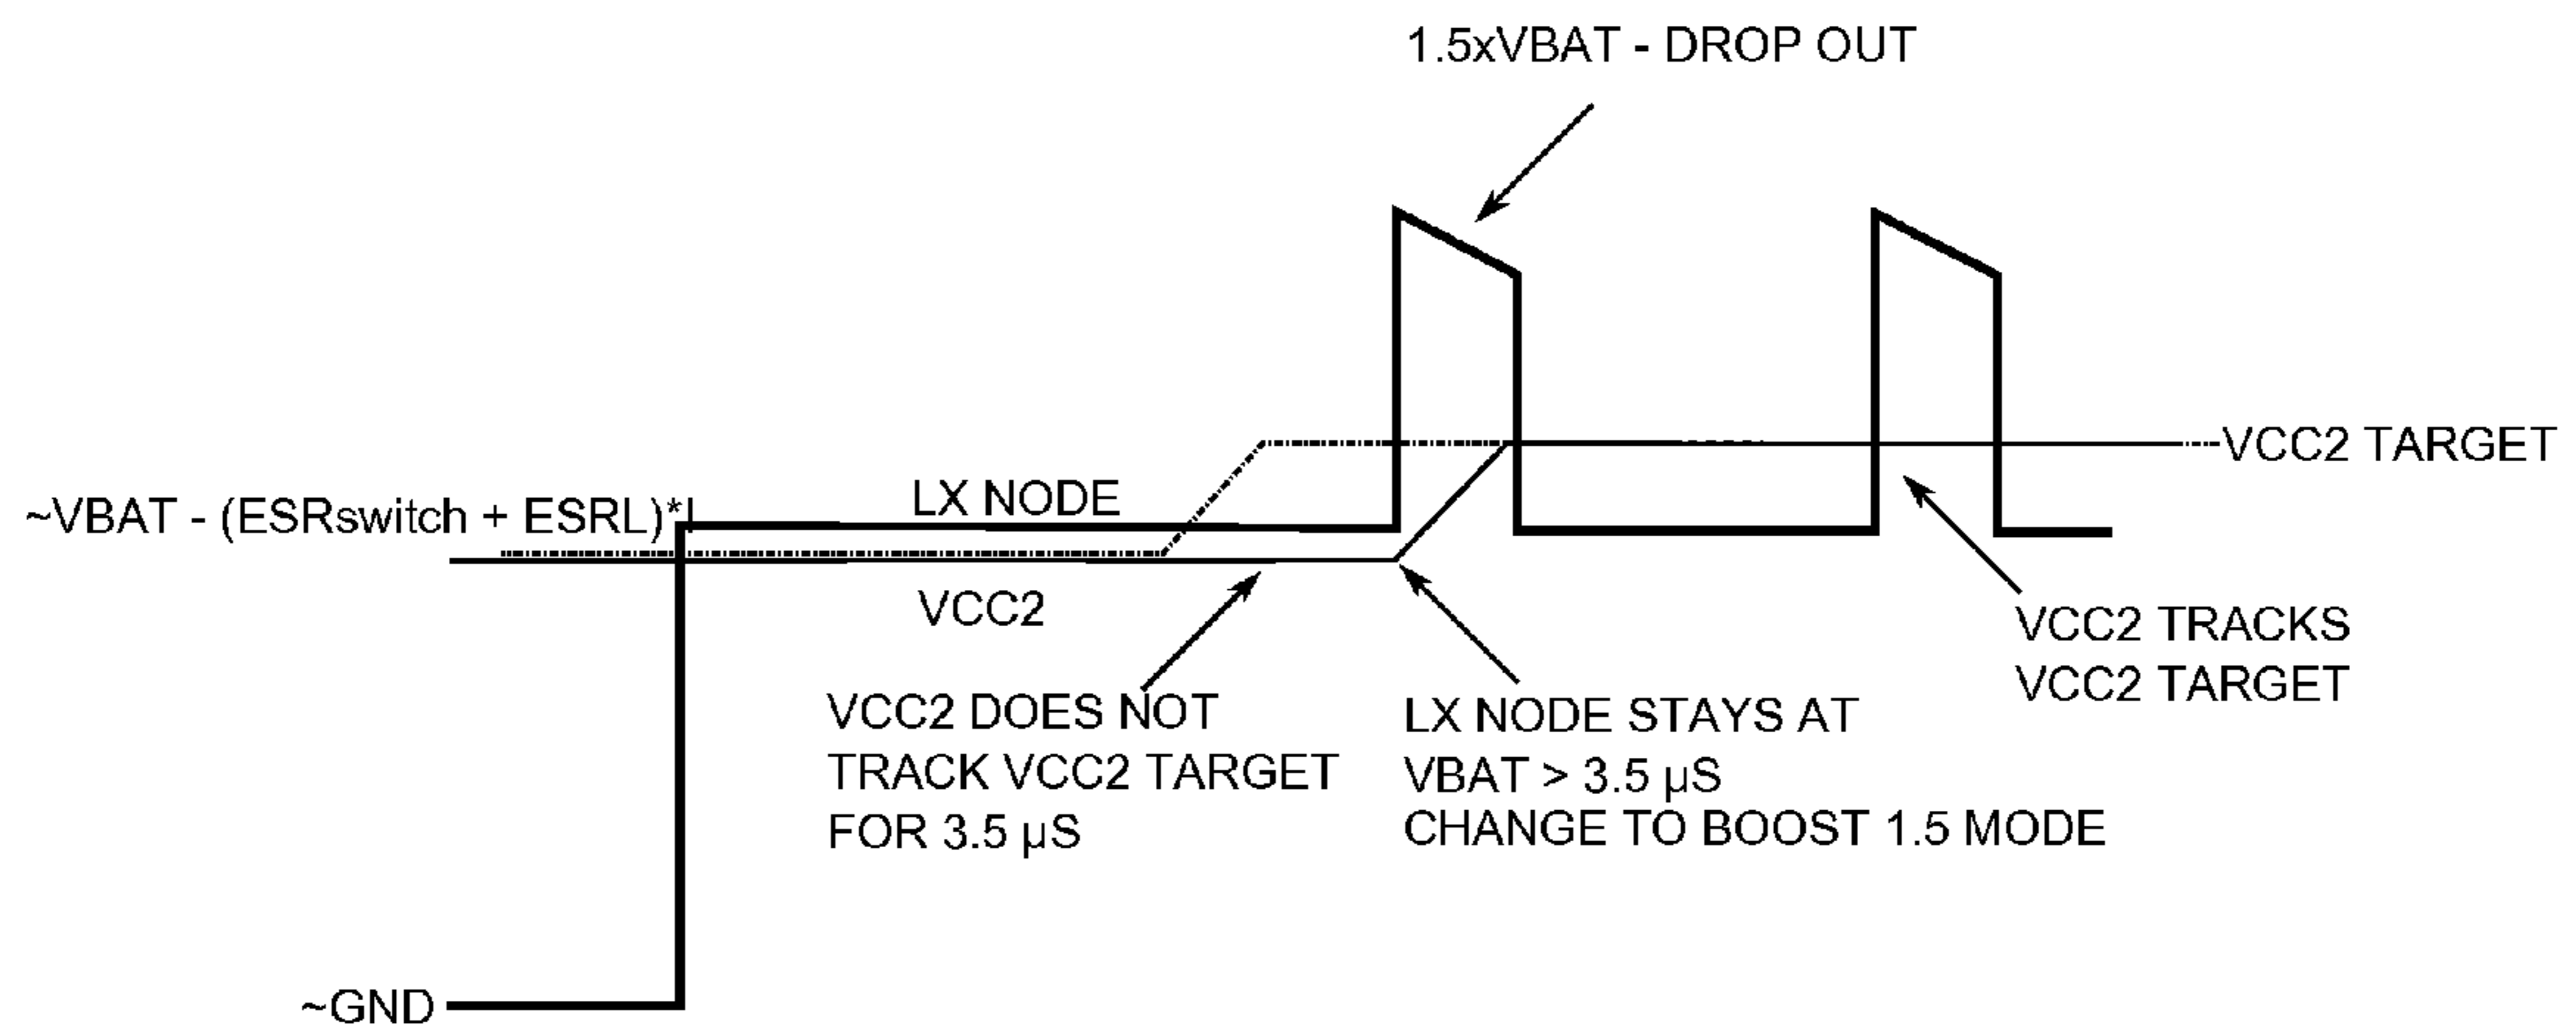 1.5xVBAT - DROP OUT
VCC2 TARGET
LX NODE
~VBAT - (ESRswitch + ESRL)*I
VCC2
VCC2 TRACKS
VCC2 TARGET
VCC2 DOES NOT
TRACK VCC2 TARGET
FOR 3.5 µS
LX NODE STAYS AT
VBAT > 3.5 µS
CHANGE TO BOOST 1.5 MODE
~GND